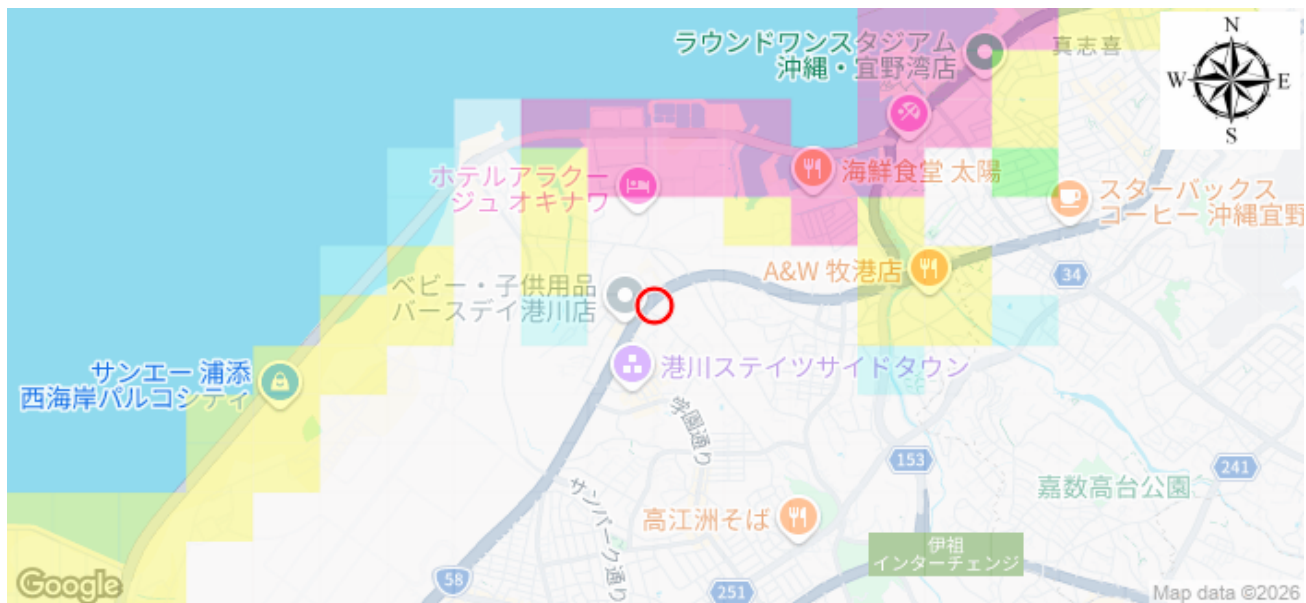 ラウンドワンスタジアム
沖縄・宜野湾店
真志喜
N
W
E
S
ホテルアラクー
ジュ オキナワ
海鮮食堂 太陽
スターバックス
コーヒー 沖縄宜野
A&W 牧港店
34
ベビー・子供用品
バースデイ港川店
サンエー 浦添
西海岸パルコシティ
港川ステイツサイドタウン
学園通り
153
241
嘉数高台公園
サンパーク通り
高江洲そば
伊祖
インターチェンジ
58
251
Google
Map data ©2026